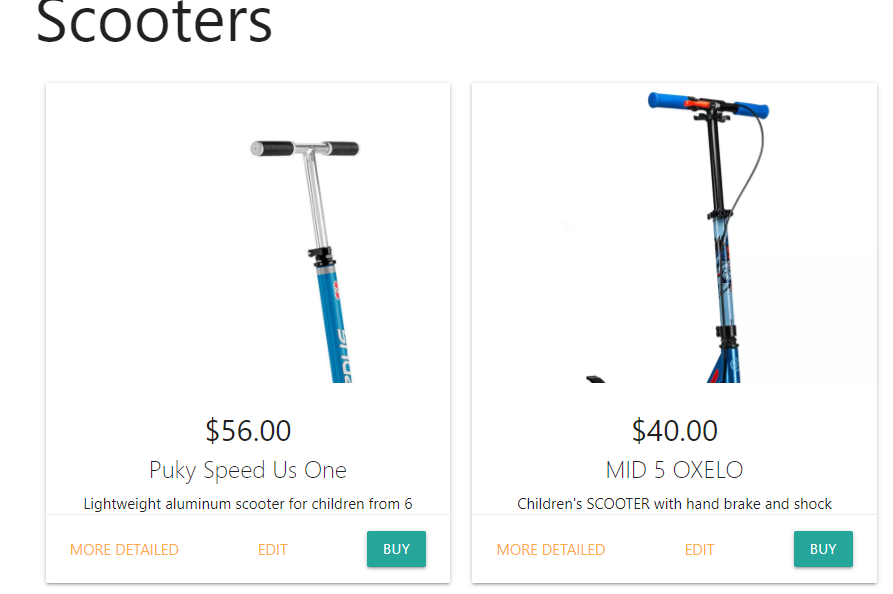 Scooters
$56.00
Puky Speed Us One
Lightweight aluminum scooter for children from 6
MORE DETAILED EDIT BUY
$40.00
MID 5 OXELO
Children's SCOOTER with hand brake and shock
MORE DETAILED EDIT BUY